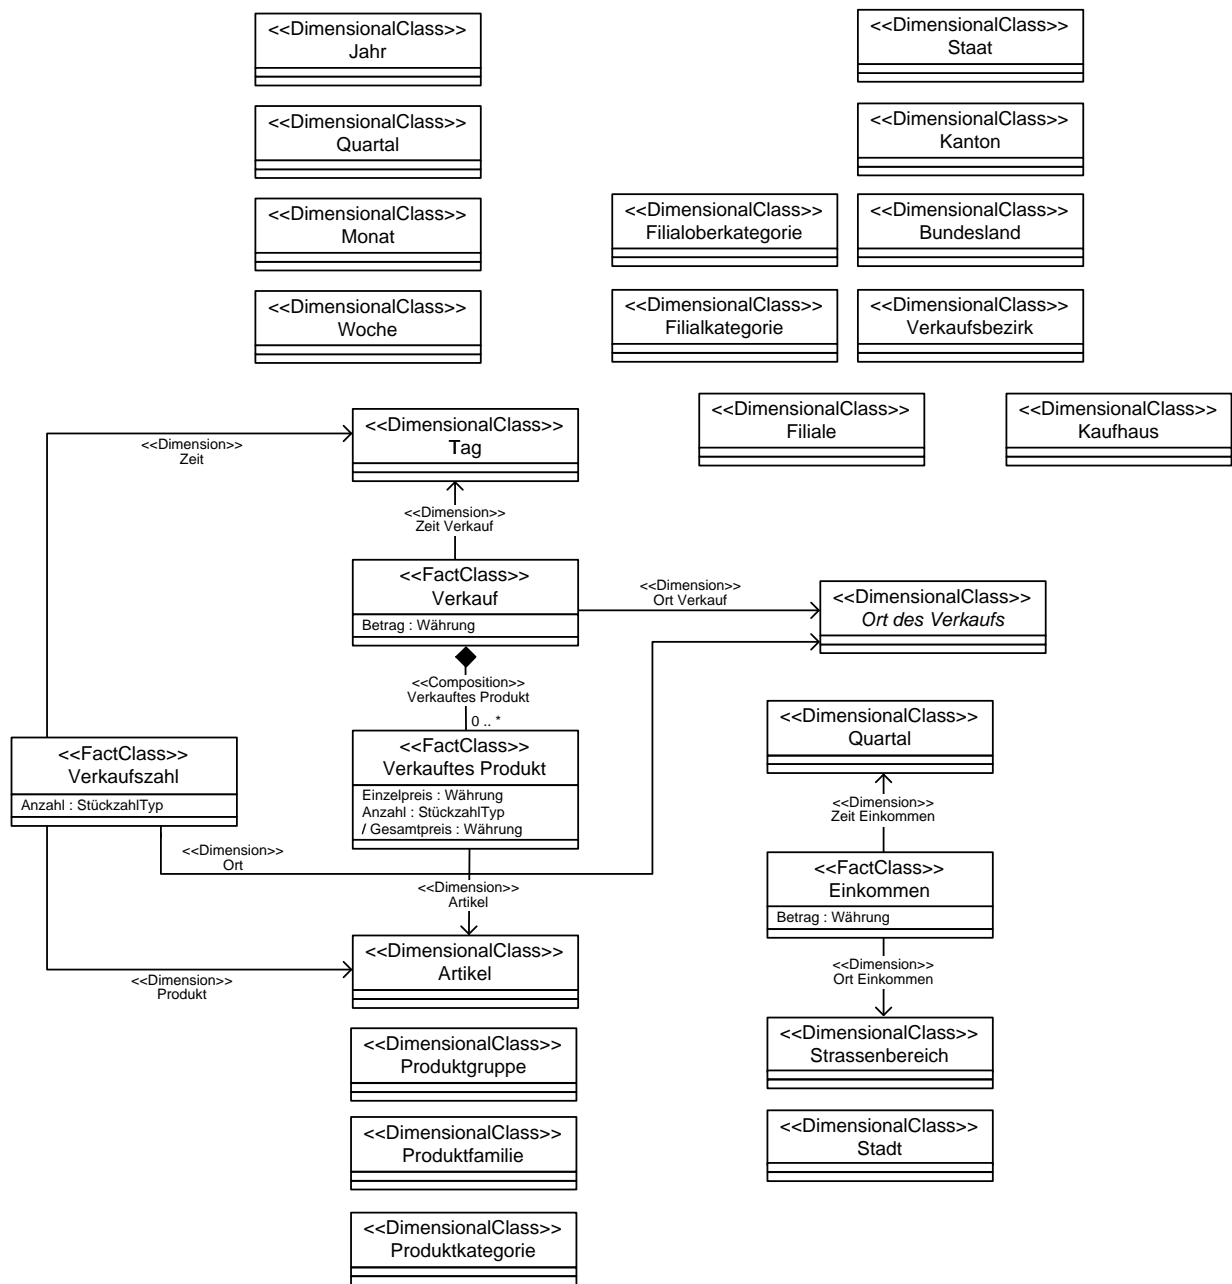 <<DimensionalClass>>
Jahr
<<DimensionalClass>>
Staat
<<DimensionalClass>>
Quartal
<<DimensionalClass>>
Kanton
<<DimensionalClass>>
Monat
<<DimensionalClass>>
Filialoberkategorie
<<DimensionalClass>>
Bundesland
<<DimensionalClass>>
Woche
<<DimensionalClass>>
Filialkategorie
<<DimensionalClass>>
Verkaufsbezirk
<<DimensionalClass>>
Tag
<<DimensionalClass>>
Filiale
<<DimensionalClass>>
Kaufhaus
<<Dimension>>
Zeit
<<Dimension>>
Zeit Verkauf
<<FactClass>>
Verkauf
Betrag : Währung
<<Dimension>>
Ort Verkauf
<<DimensionalClass>>
Ort des Verkaufs
<<Composition>>
Verkauftes Produkt
0 .. *
<<DimensionalClass>>
Quartal
<<FactClass>>
Verkaufszahl
Anzahl : StückzahlTyp
<<FactClass>>
Verkauftes Produkt
Einzelpreis : Währung
Anzahl : StückzahlTyp
/ Gesamtpreis : Währung
<<Dimension>>
Zeit Einkommen
<<Dimension>>
Ort
<<FactClass>>
Einkommen
Betrag : Währung
<<Dimension>>
Artikel
<<DimensionalClass>>
Artikel
<<Dimension>>
Ort Einkommen
<<Dimension>>
Produkt
<<DimensionalClass>>
Strassenbereich
<<DimensionalClass>>
Produktgruppe
<<DimensionalClass>>
Stadt
<<DimensionalClass>>
Produktfamilie
<<DimensionalClass>>
Produktkategorie